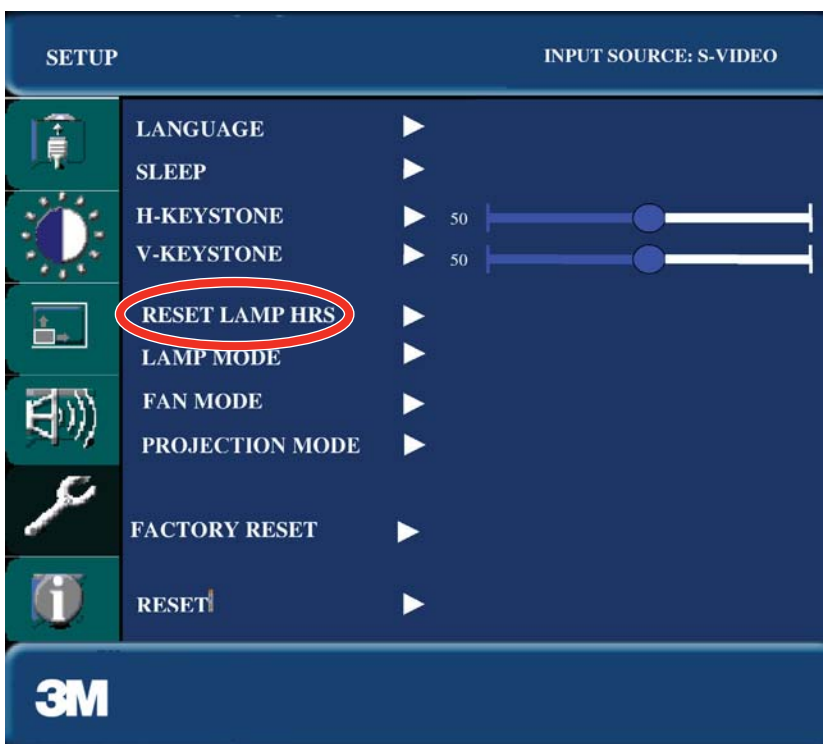 SETUP INPUT SOURCE: S-VIDEO
LANGUAGE
SLEEP
H-KEYSTONE 50
V-KEYSTONE 50
RESET LAMP HRS
LAMP MODE
FAN MODE
PROJECTION MODE
FACTORY RESET
RESET
3M